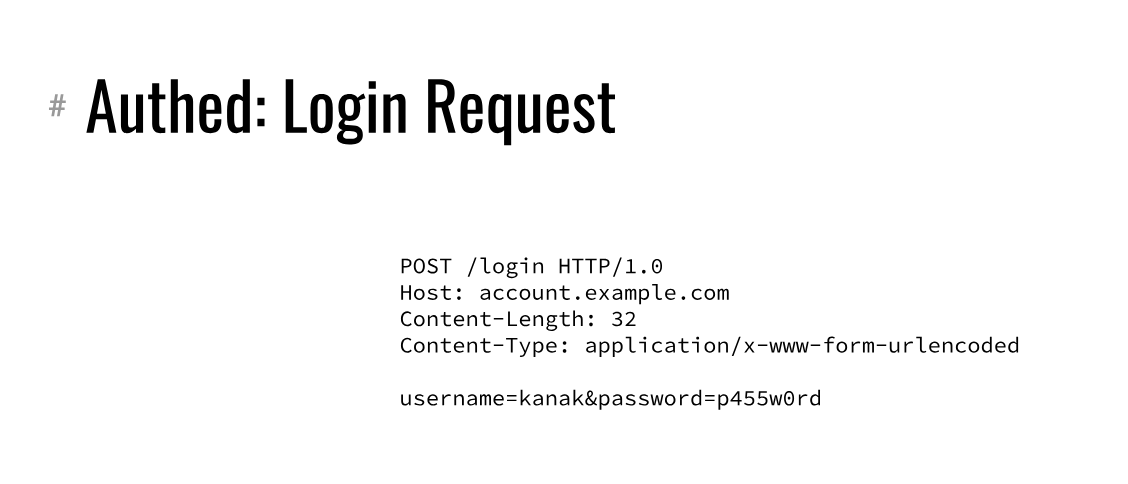 # Authed: Login Request
POST /login HTTP/1.0
Host: account.example.com
Content-Length: 32
Content-Type: application/x-www-form-urlencoded
username=kanak&password=p455w0rd